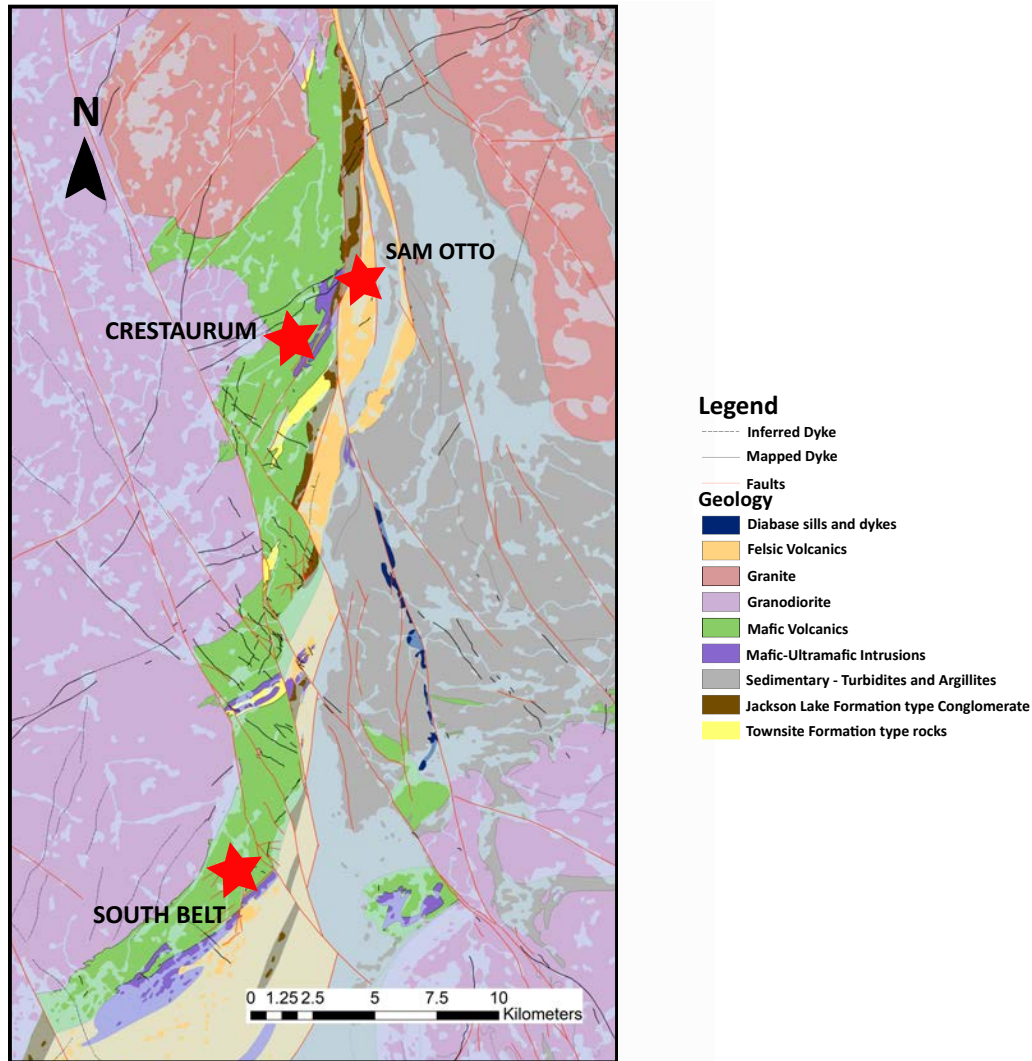 N
SAM OTTO
CRESTAURUM
SOUTH BELT
0 1.25 2.5 5 7.5 10
Kilometers
Legend
Inferred Dyke
Mapped Dyke
Faults
Geology
Diabase sills and dykes
Felsic Volcanics
Granite
Granodiorite
Mafic Volcanics
Mafic-Ultramafic Intrusions
Sedimentary - Turbidites and Argillites
Jackson Lake Formation type Conglomerate
Townsite Formation type rocks